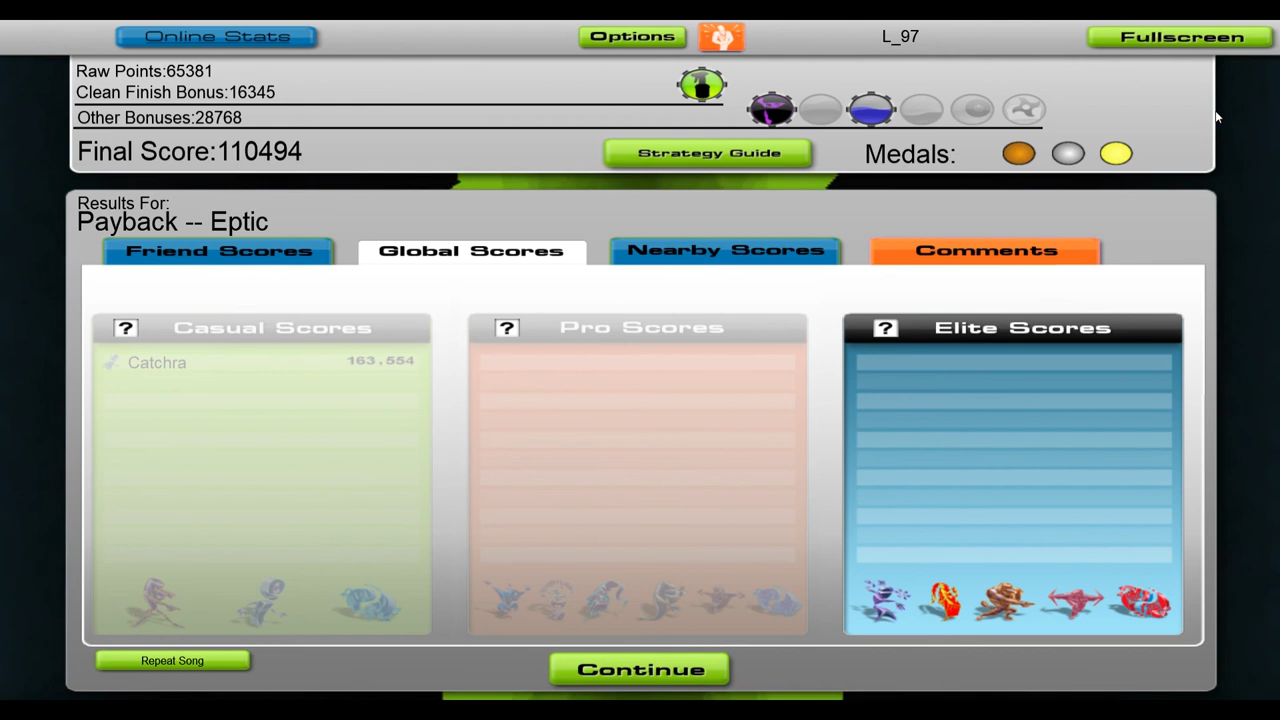 Online Stats
Options
L_97
Fullscreen
Raw Points:65381
Clean Finish Bonus:16345
Other Bonuses:28768
Final Score:110494
Strategy Guide
Medals:
Results For:
Payback -- Eptic
Friend Scores
Global Scores
Nearby Scores
Comments
? Casual Scores
? Pro Scores
? Elite Scores
Catchra 163.554
Repeat Song
Continue